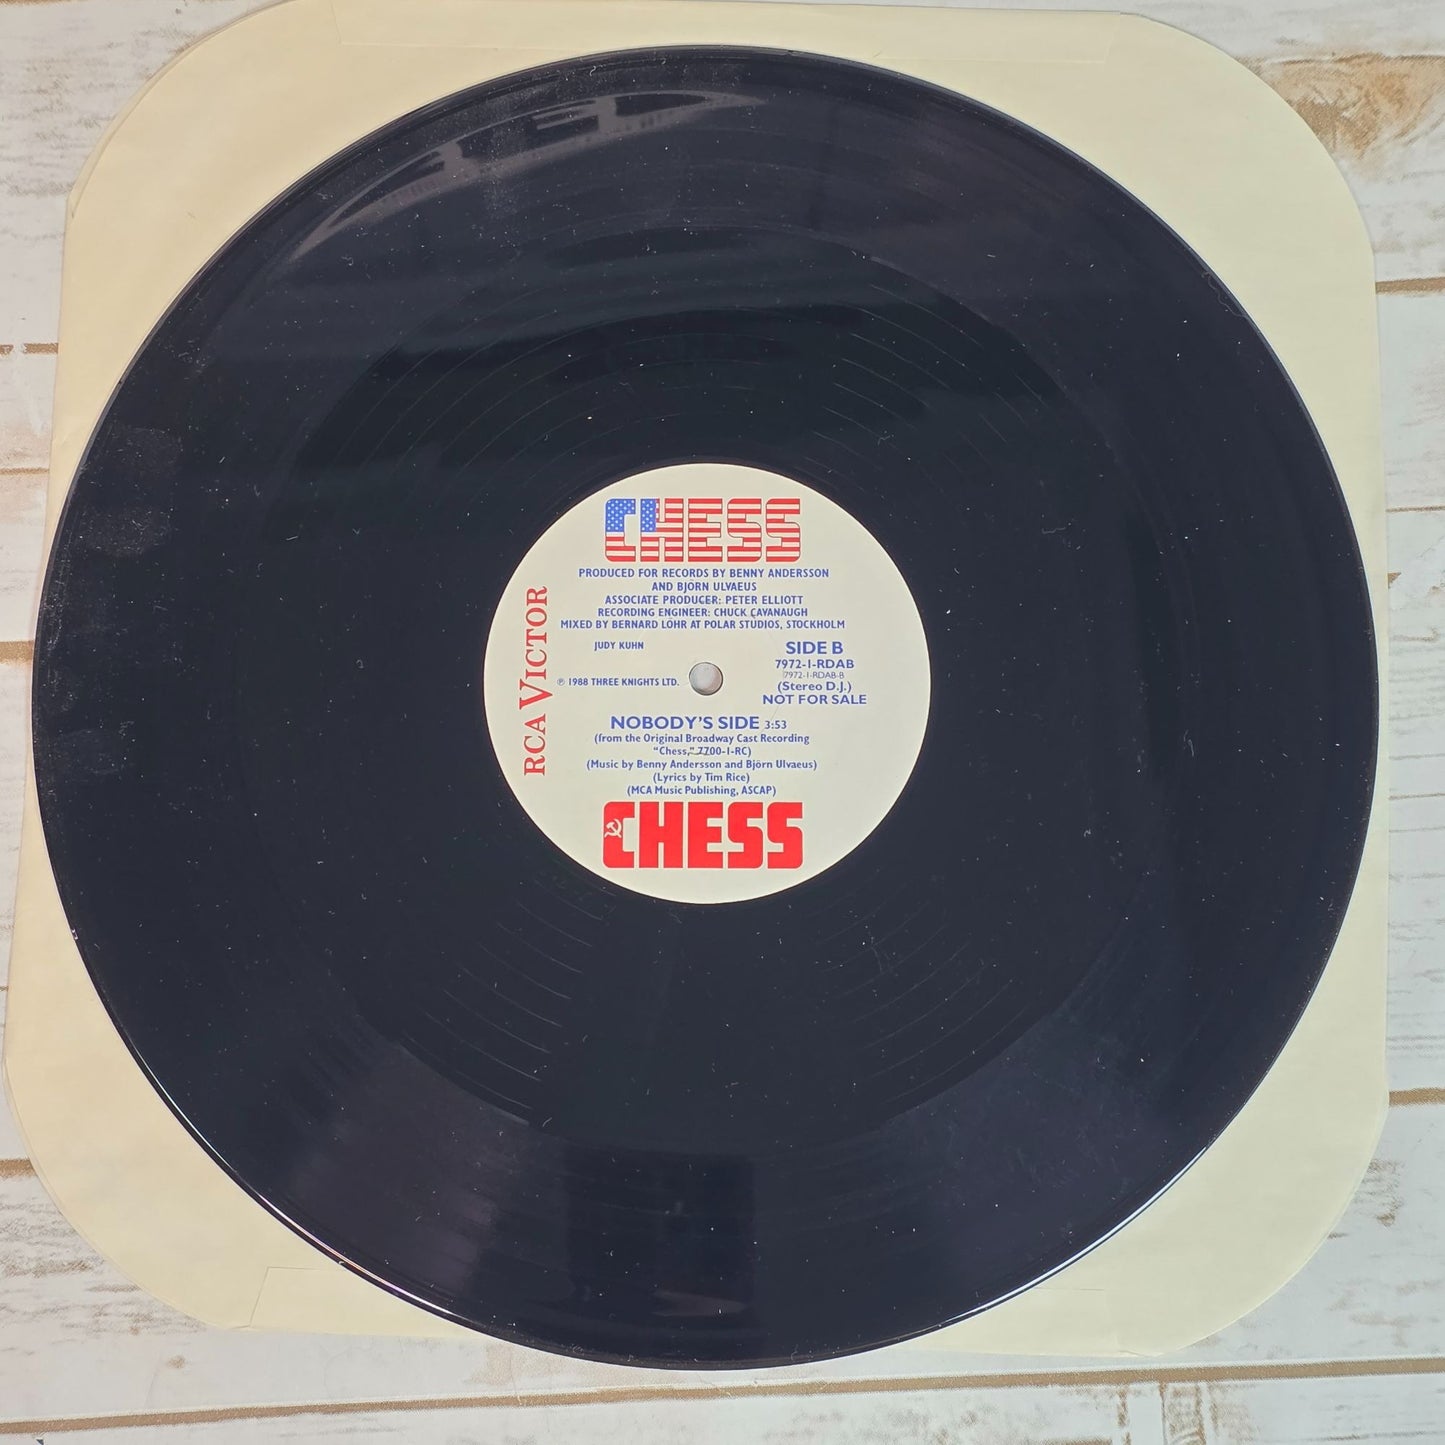 CHESS
PRODUCED FOR RECORDS BY BENNY ANDERSSON
AND BJÖRN ULVAEUS
ASSOCIATE PRODUCER: PETER ELLIOTT
RECORDING ENGINEER: CHUCK CAVANAUGH
MIXED BY BERNARD LÖHR AT POLAR STUDIOS, STOCKHOLM
RCA VICTOR
JUDY KUHN
SIDE B
7972-1-RDAB
7972-1-RDAB-B
(Stereo D.J.)
NOT FOR SALE
℗ 1988 THREE KNIGHTS LTD.
NOBODY'S SIDE 3:53
(from the Original Broadway Cast Recording
"Chess," 7700-1-RC)
(Music by Benny Andersson and Björn Ulvaeus)
(Lyrics by Tim Rice)
(MCA Music Publishing, ASCAP)
CHESS